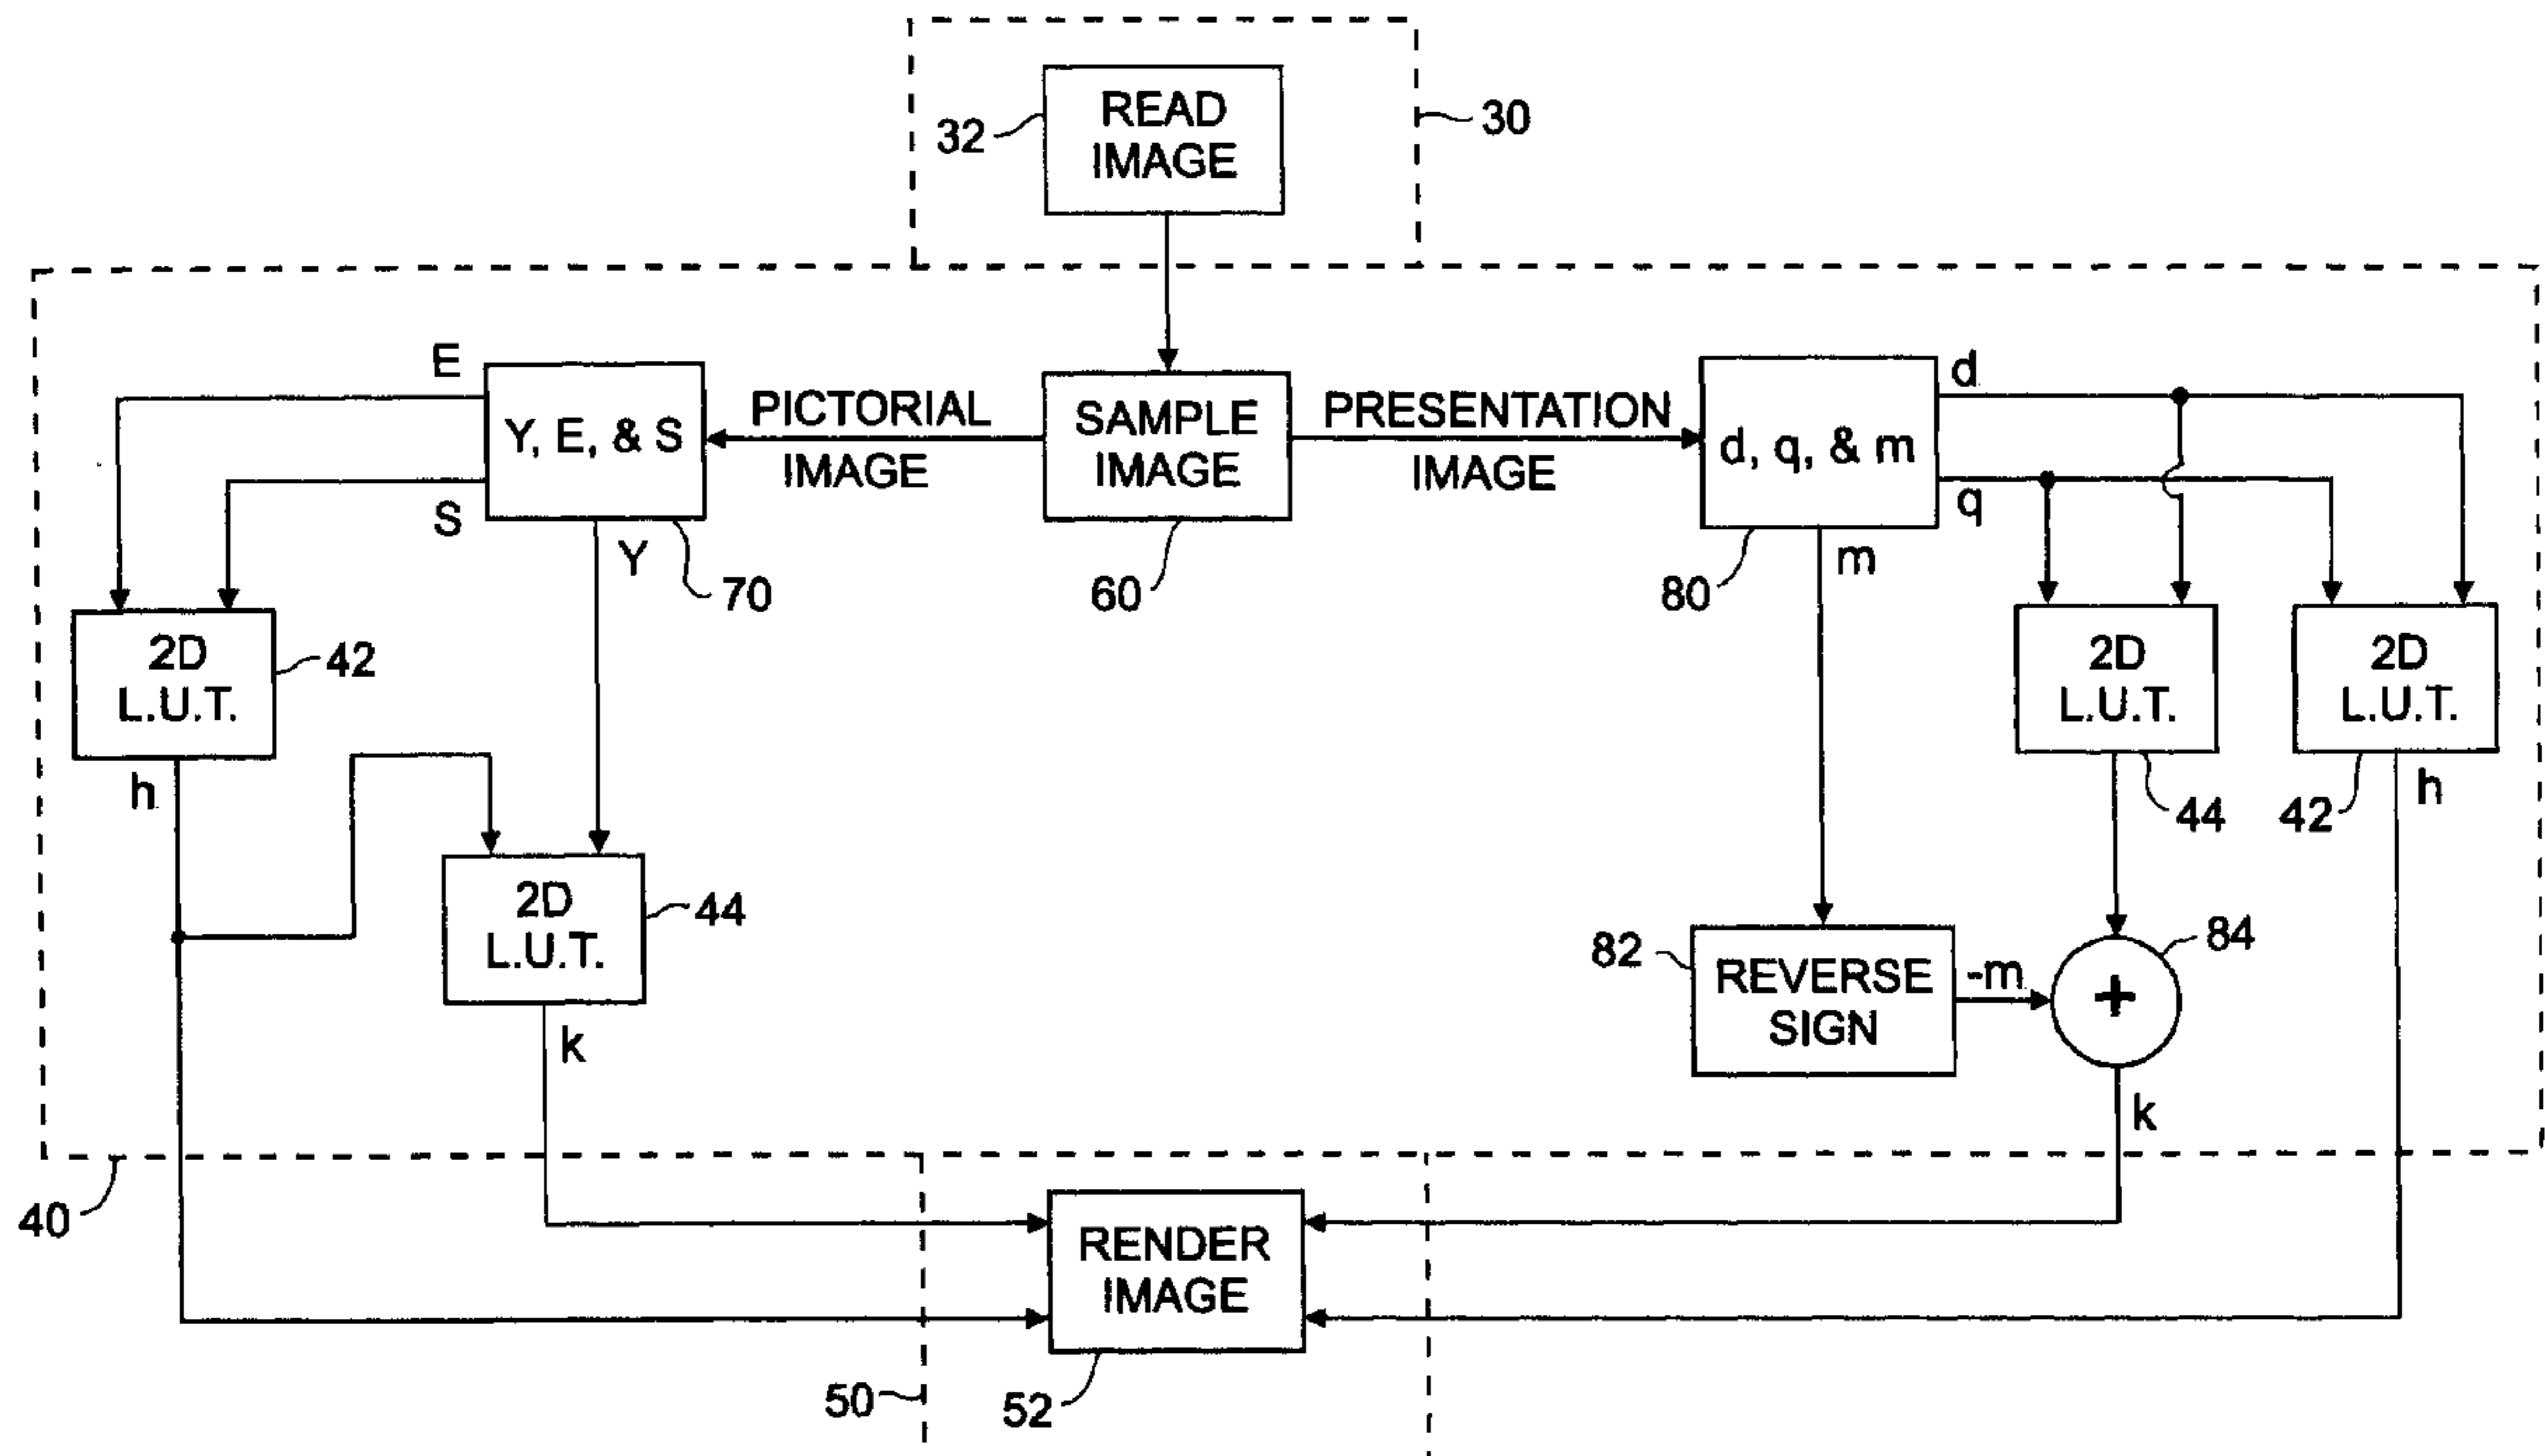 READ
IMAGE
32
30
E
S
Y, E, & S
Y
70
PICTORIAL
IMAGE
SAMPLE
IMAGE
60
PRESENTATION
IMAGE
d, q, & m
d
q
m
80
2D
L.U.T.
42
h
2D
L.U.T.
44
k
2D
L.U.T.
44
2D
L.U.T.
42
h
82
REVERSE
SIGN
-m
+
84
k
40
RENDER
IMAGE
50
52